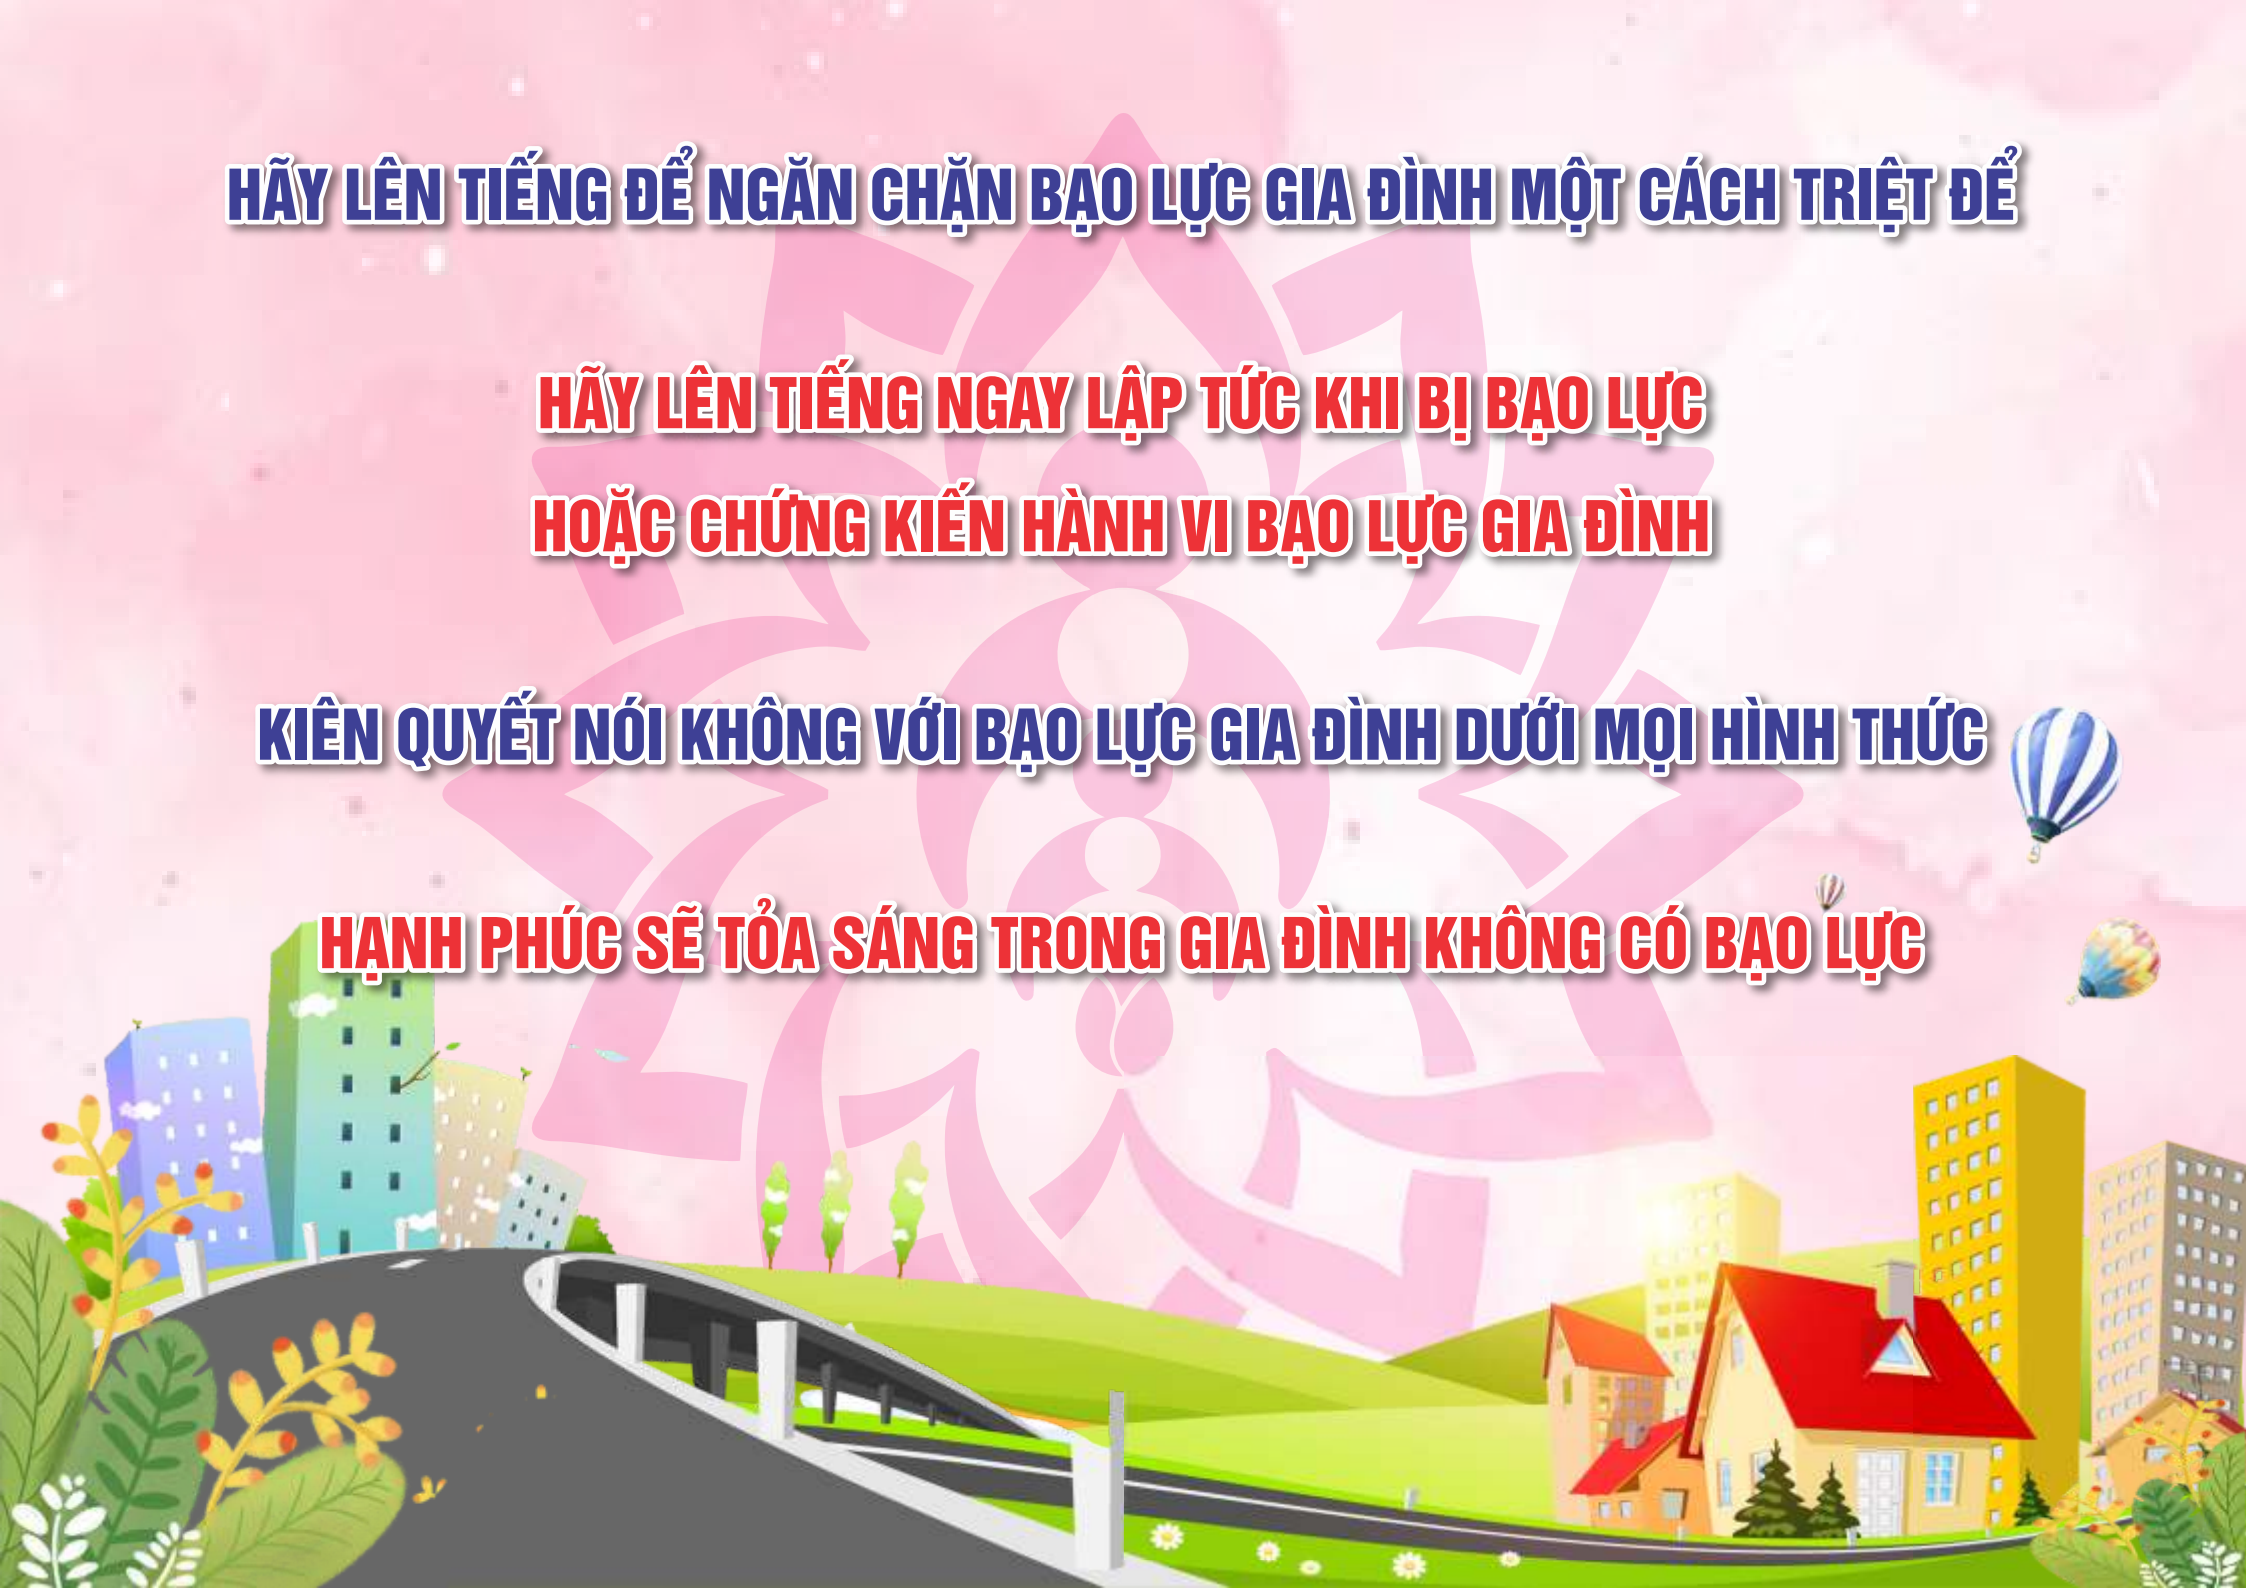 HÃY LÊN TIẾNG ĐỂ NGĂN CHẶN BẠO LỰC GIA ĐÌNH MỘT CÁCH TRIỆT ĐỂ
HÃY LÊN TIẾNG NGAY LẬP TỨC KHI BỊ BẠO LỰC
HOẶC CHỨNG KIẾN HÀNH VI BẠO LỰC GIA ĐÌNH
KIÊN QUYẾT NÓI KHÔNG VỚI BẠO LỰC GIA ĐÌNH DƯỚI MỌI HÌNH THỨC
HẠNH PHÚC SẼ TỎA SÁNG TRONG GIA ĐÌNH KHÔNG CÓ BẠO LỰC